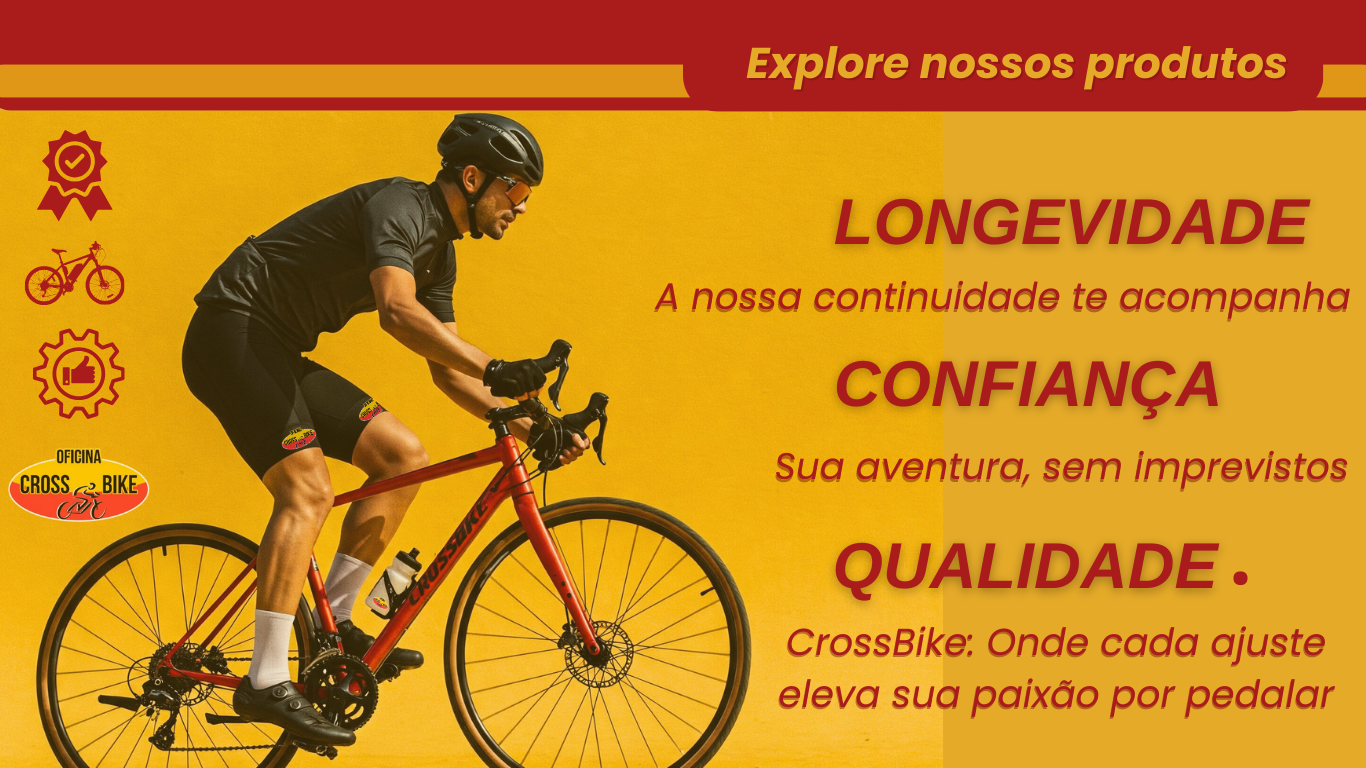 Explore nossos produtos
LONGEVIDADE
A nossa continuidade te acompanha
CONFIANÇA
Sua aventura, sem imprevistos
QUALIDADE .
CrossBike: Onde cada ajuste
eleva sua paixão por pedalar
OFICINA
CROSS BIKE
CROSSBIKE